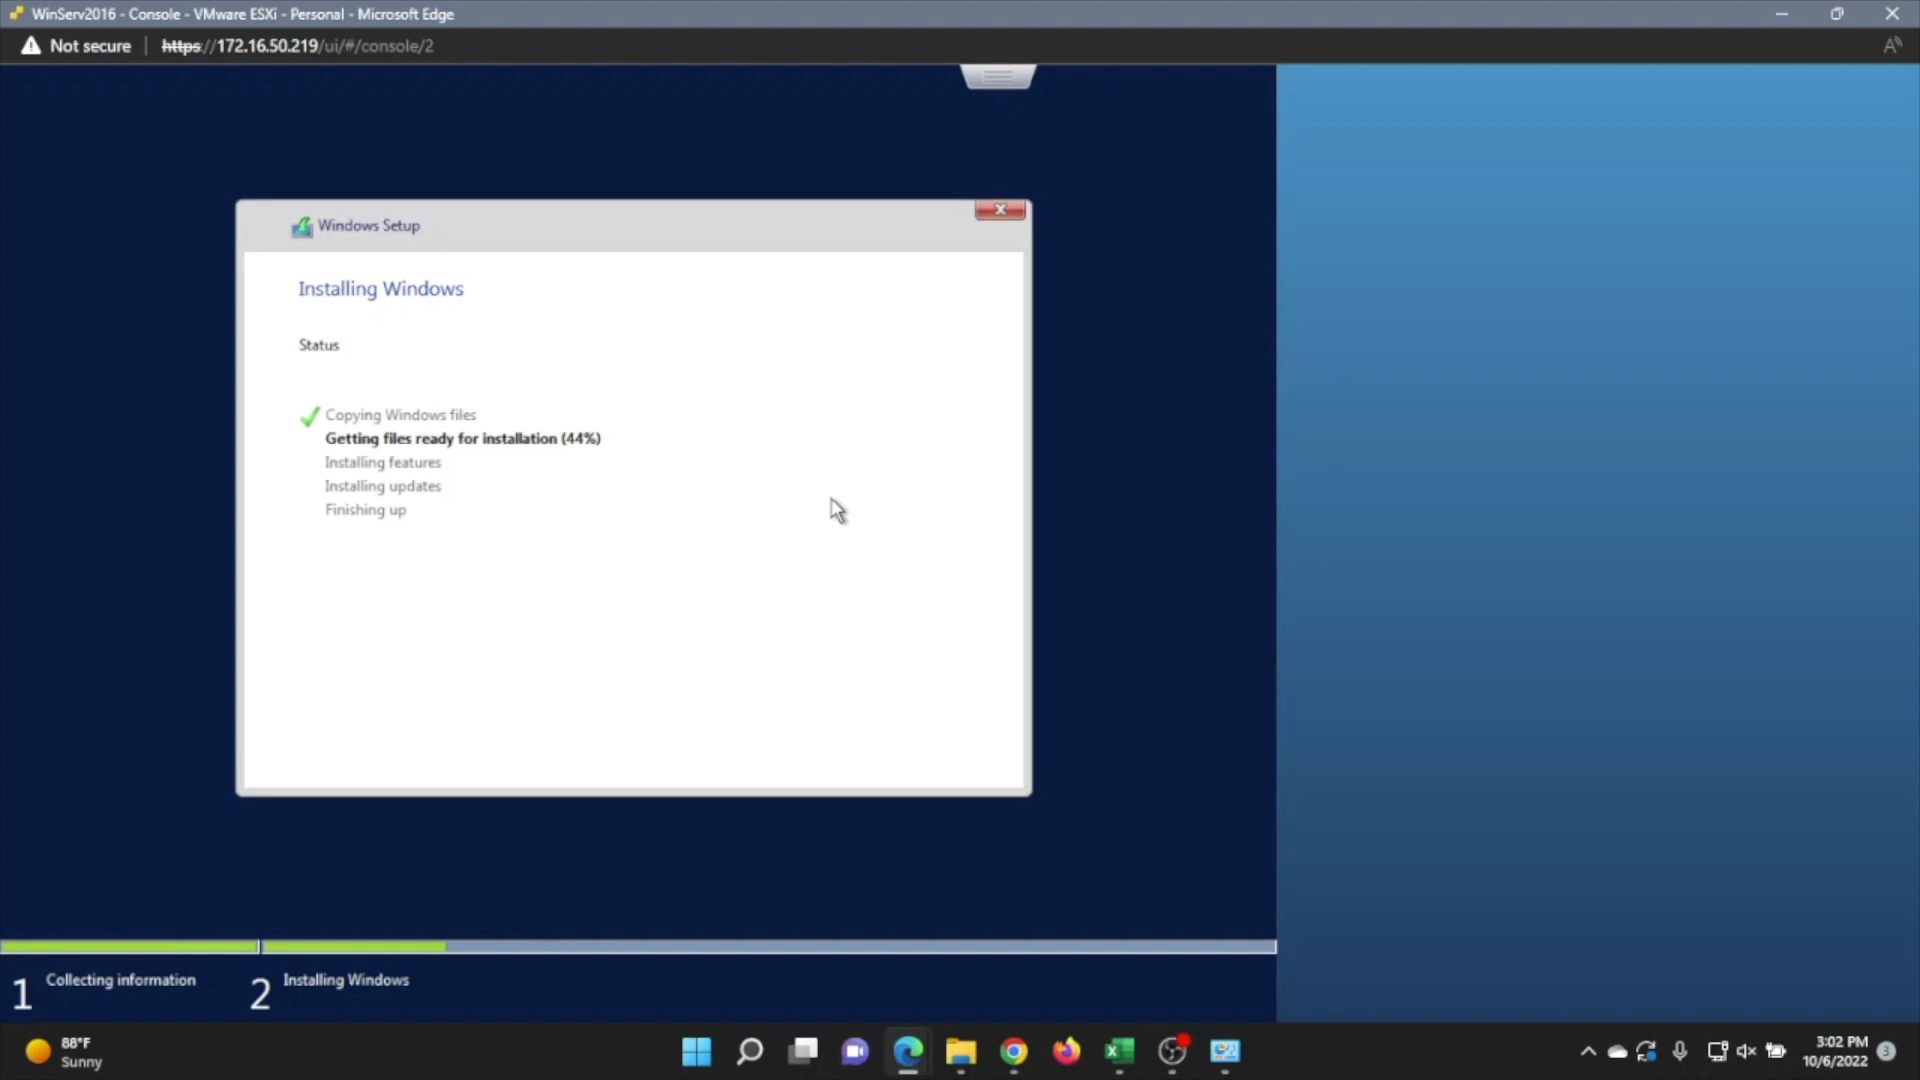 WinServ2016 - Console - VMware ESXi - Personal - Microsoft Edge
Not secure | https://172.16.50.219/ui/#/console/2
Windows Setup
Installing Windows
Status
Copying Windows files
Getting files ready for installation (44%)
Installing features
Installing updates
Finishing up
1 Collecting information
2 Installing Windows
88°F
Sunny
3:02 PM
10/6/2022
3